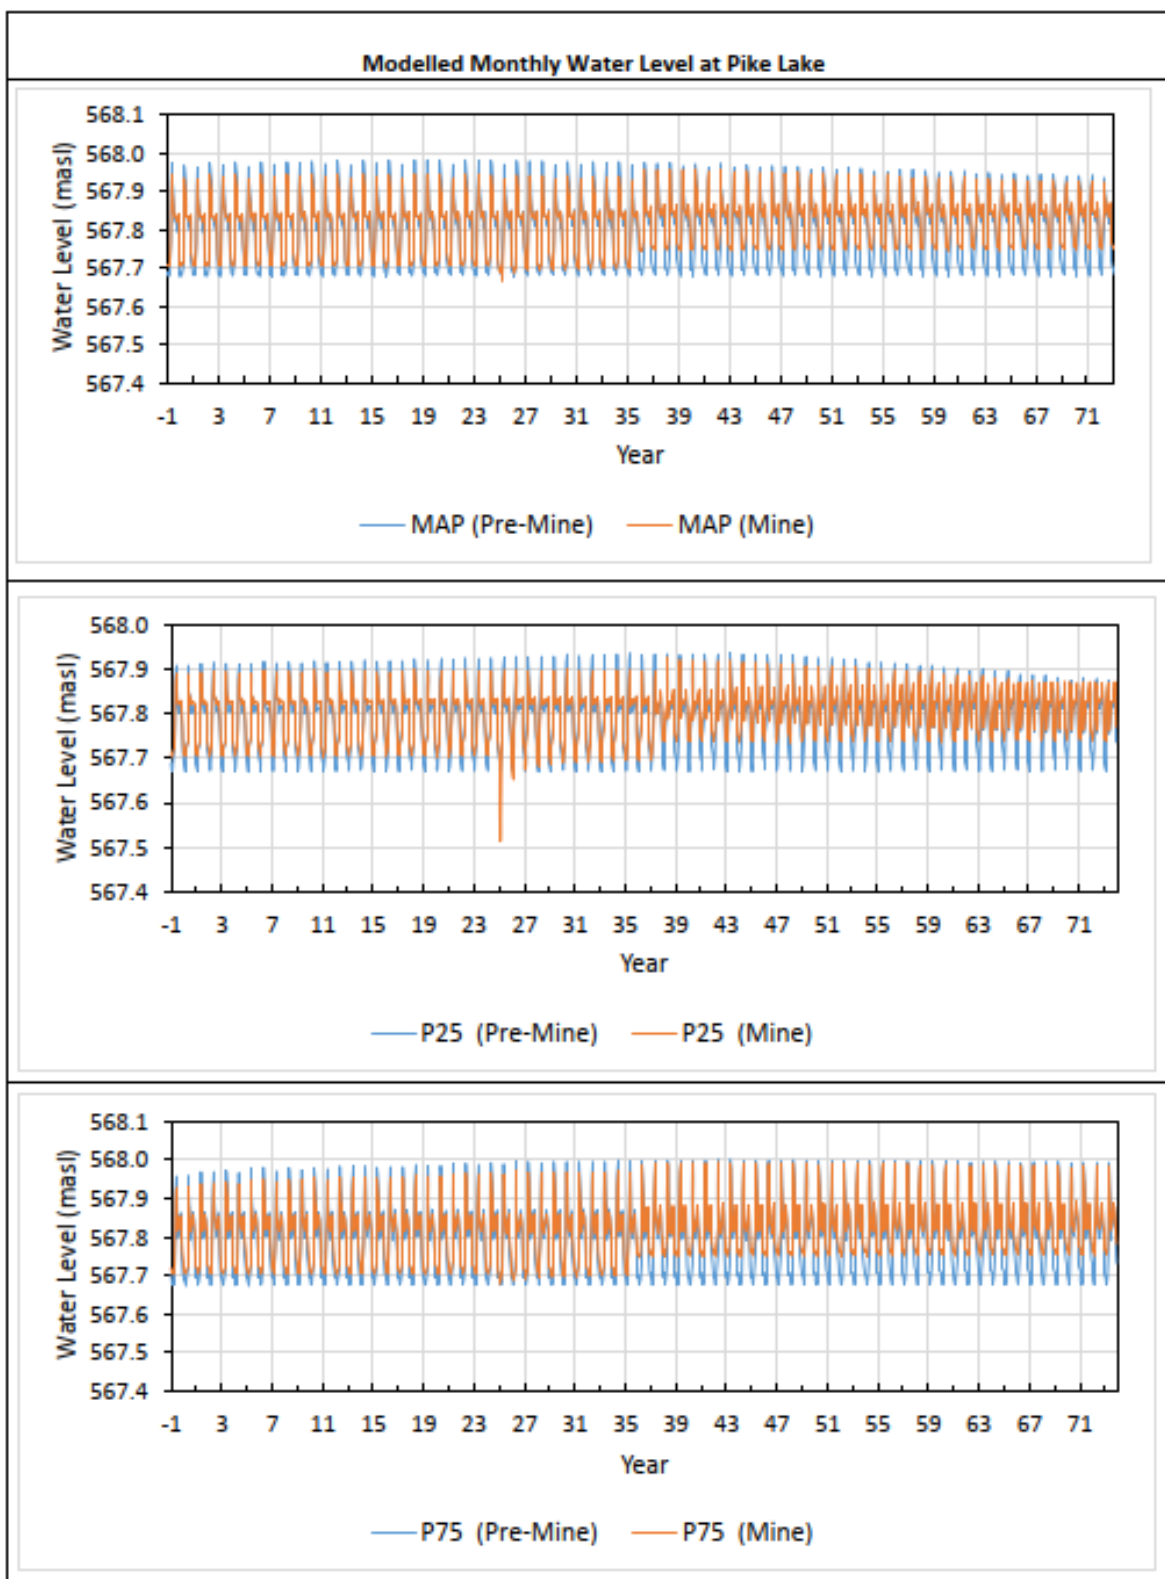 Modelled Monthly Water Level at Pike Lake
Water Level (masl)
568.1
568.0
567.9
567.8
567.7
567.6
567.5
567.4
-1 3 7 11 15 19 23 27 31 35 39 43 47 51 55 59 63 67 71
Year
MAP (Pre-Mine) MAP (Mine)
Water Level (masl)
568.0
567.9
567.8
567.7
567.6
567.5
567.4
-1 3 7 11 15 19 23 27 31 35 39 43 47 51 55 59 63 67 71
Year
P25 (Pre-Mine) P25 (Mine)
Water Level (masl)
568.1
568.0
567.9
567.8
567.7
567.6
567.5
567.4
-1 3 7 11 15 19 23 27 31 35 39 43 47 51 55 59 63 67 71
Year
P75 (Pre-Mine) P75 (Mine)